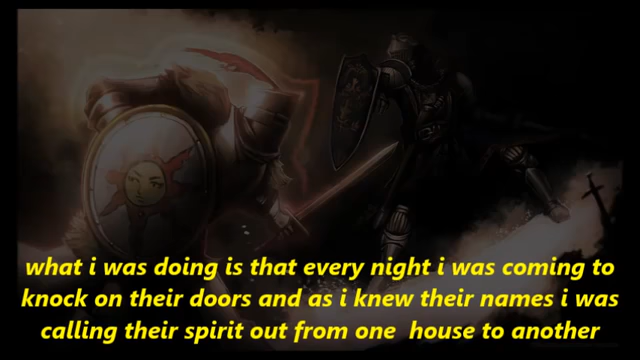 what i was doing is that every night i was coming to
knock on their doors and as i knew their names i was
calling their spirit out from one  house to another